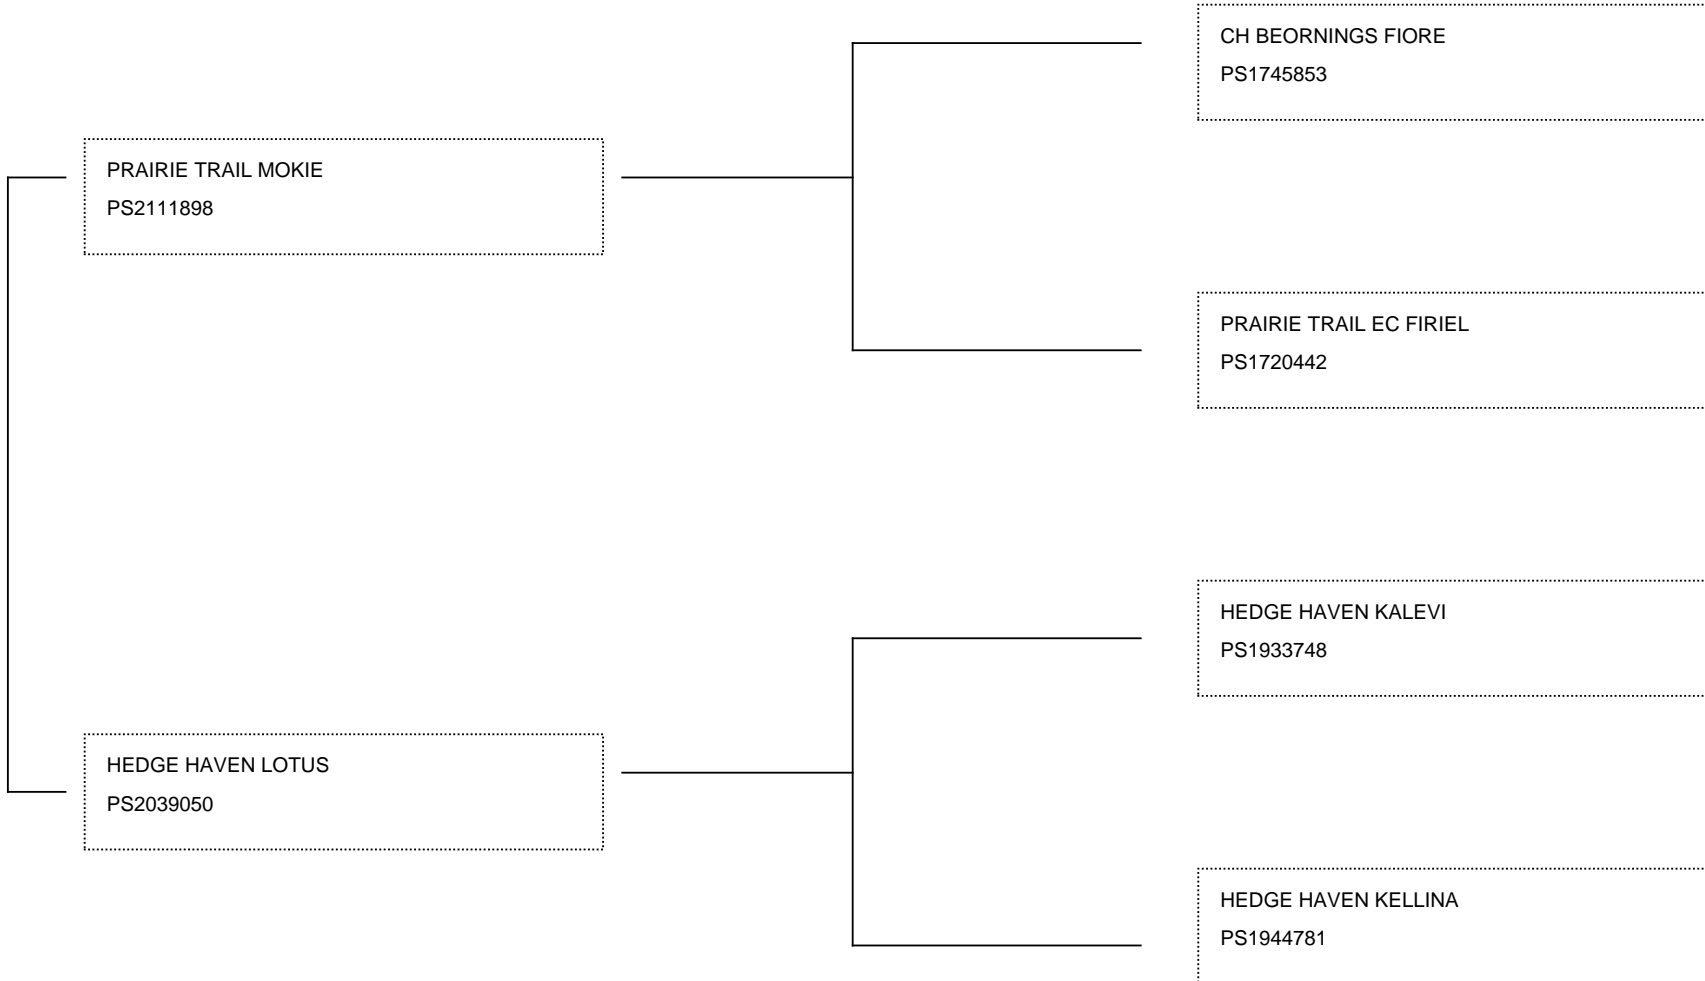 CH BEORNINGS FIORE
PS1745853
PRAIRIE TRAIL MOKIE
PS2111898
PRAIRIE TRAIL EC FIRIEL
PS1720442
HEDGE HAVEN KALEVI
PS1933748
HEDGE HAVEN LOTUS
PS2039050
HEDGE HAVEN KELLINA
PS1944781